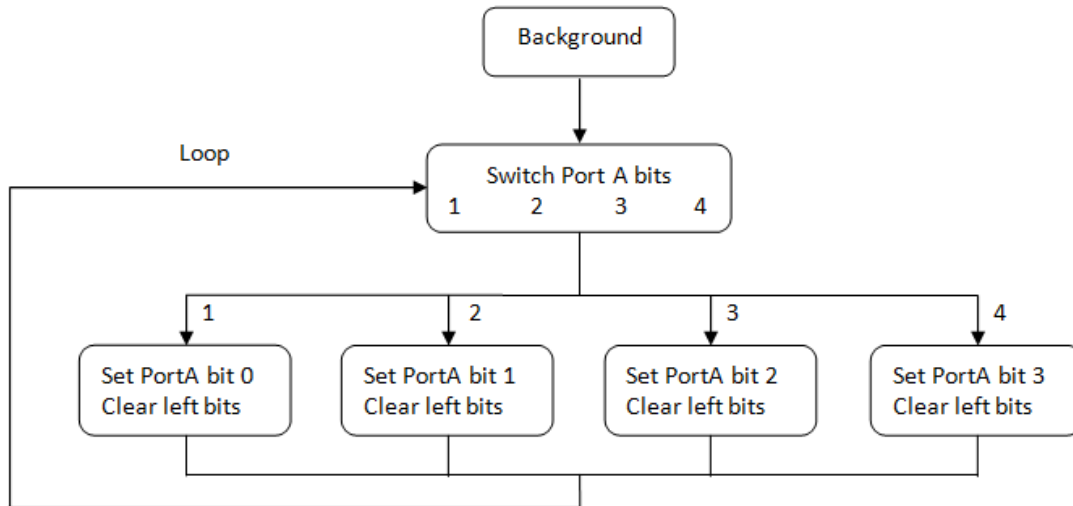 Background
Loop
Switch Port A bits
1 2 3 4
1 2 3 4
Set PortA bit 0
Clear left bits
Set PortA bit 1
Clear left bits
Set PortA bit 2
Clear left bits
Set PortA bit 3
Clear left bits